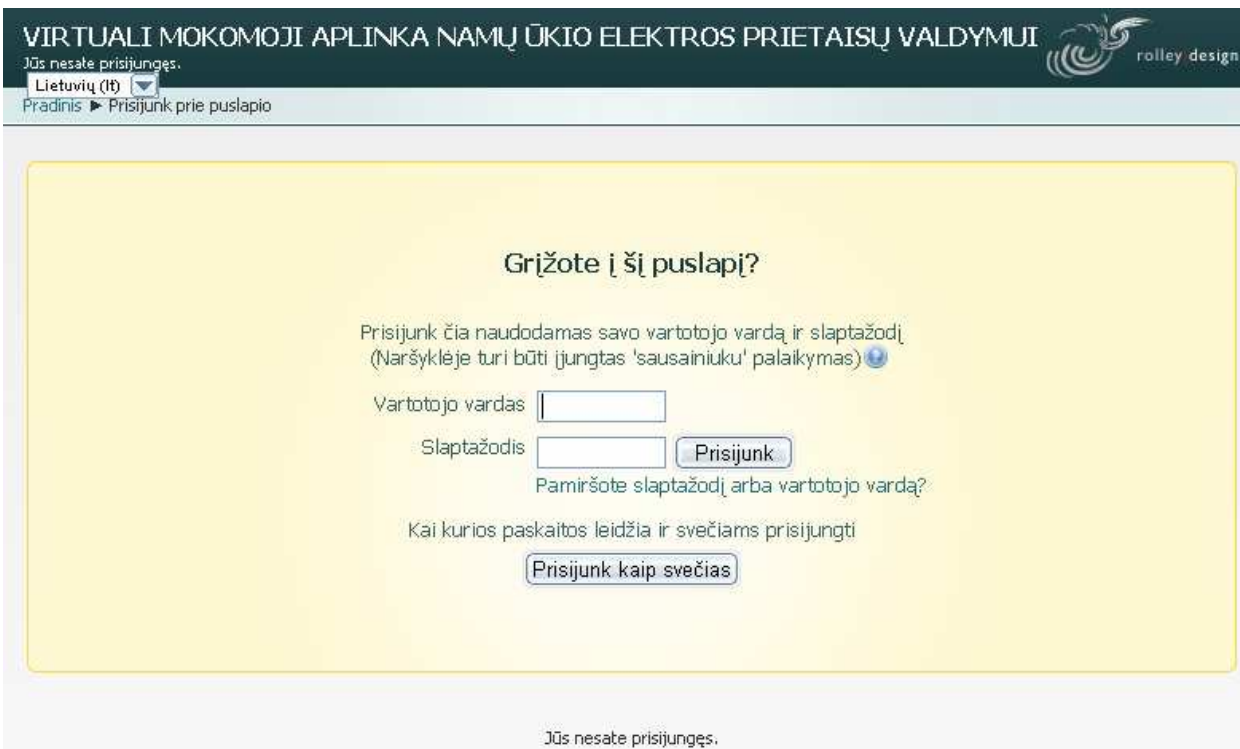 VIRTUALI MOKOMOJI APLINKA NAMŲ ŪKIO ELEKTROS PRIETAISŲ VALDYMUI
rolley design
Jūs nesate prisijungęs.
Lietuvių (lt)
Pradinis ► Prisijunk prie puslapio
Grįžote į šį puslapį?
Prisijunk čia naudodamas savo vartotojo vardą ir slaptažodį
(Naršyklėje turi būti įjungtas 'sausainiuku' palaikymas)
Vartotojo vardas
Slaptažodis Prisijunk
Pamiršote slaptažodį arba vartotojo vardą?
Kai kurios paskaitos leidžia ir svečiams prisijungti
Prisijunk kaip svečias
Jūs nesate prisijungęs.